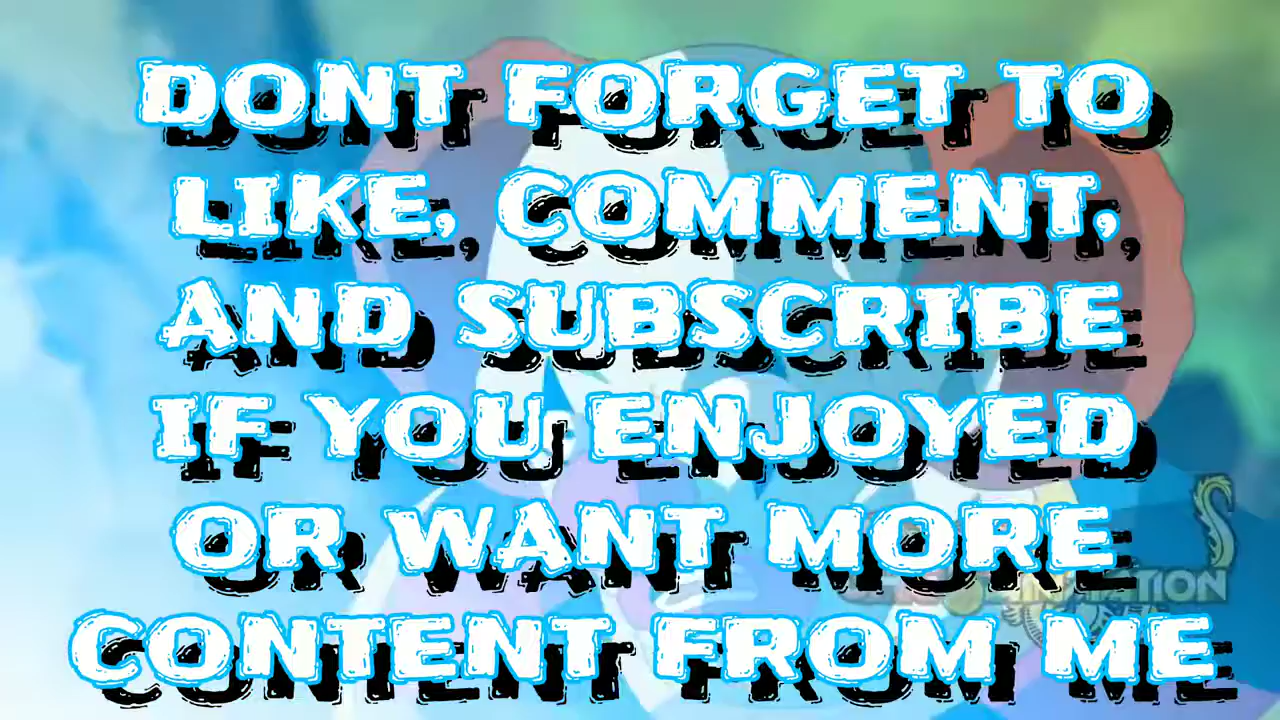 DONT FORGET TO
LIKE, COMMENT,
AND SUBSCRIBE
IF YOU ENJOYED
OR WANT MORE
CONTENT FROM ME